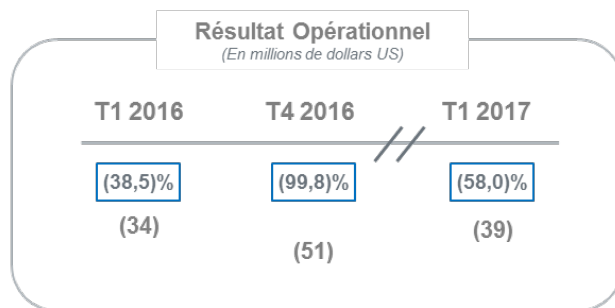 Résultat Opérationnel
(En millions de dollars US)
T1 2016 T4 2016 T1 2017
(38,5)% (99,8)% (58,0)%
(34) (51) (39)